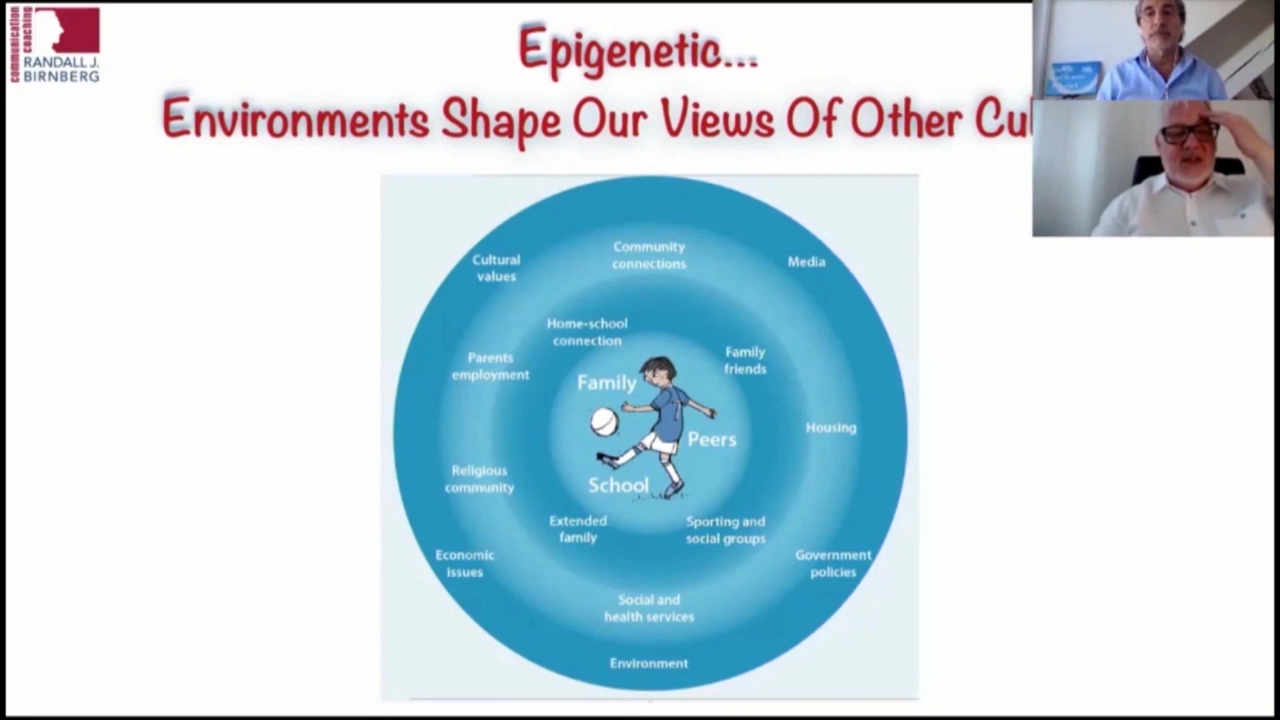 communication
coaching
RANDALL J.
BIRNBERG
Epigenetic...
Environments Shape Our Views Of Other Cul
Cultural
values
Community
connections
Media
Home-school
connection
Parents
employment
Family
friends
Family
Peers
Housing
School
Religious
community
Extended
family
Sporting and
social groups
Economic
issues
Government
policies
Social and
health services
Environment